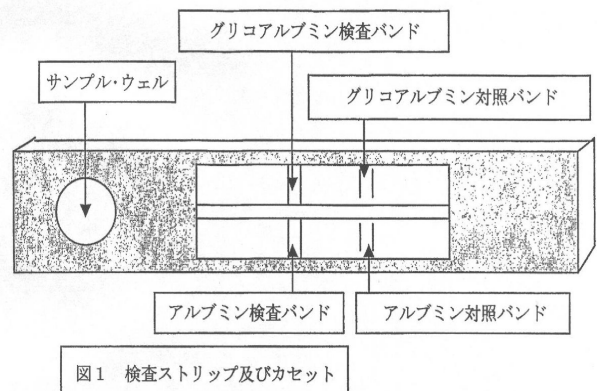 グリコアルブミン検査バンド
サンプル・ウェル
グリコアルブミン対照バンド
アルブミン検査バンド
アルブミン対照バンド
図1 検査ストリップ及びカセット